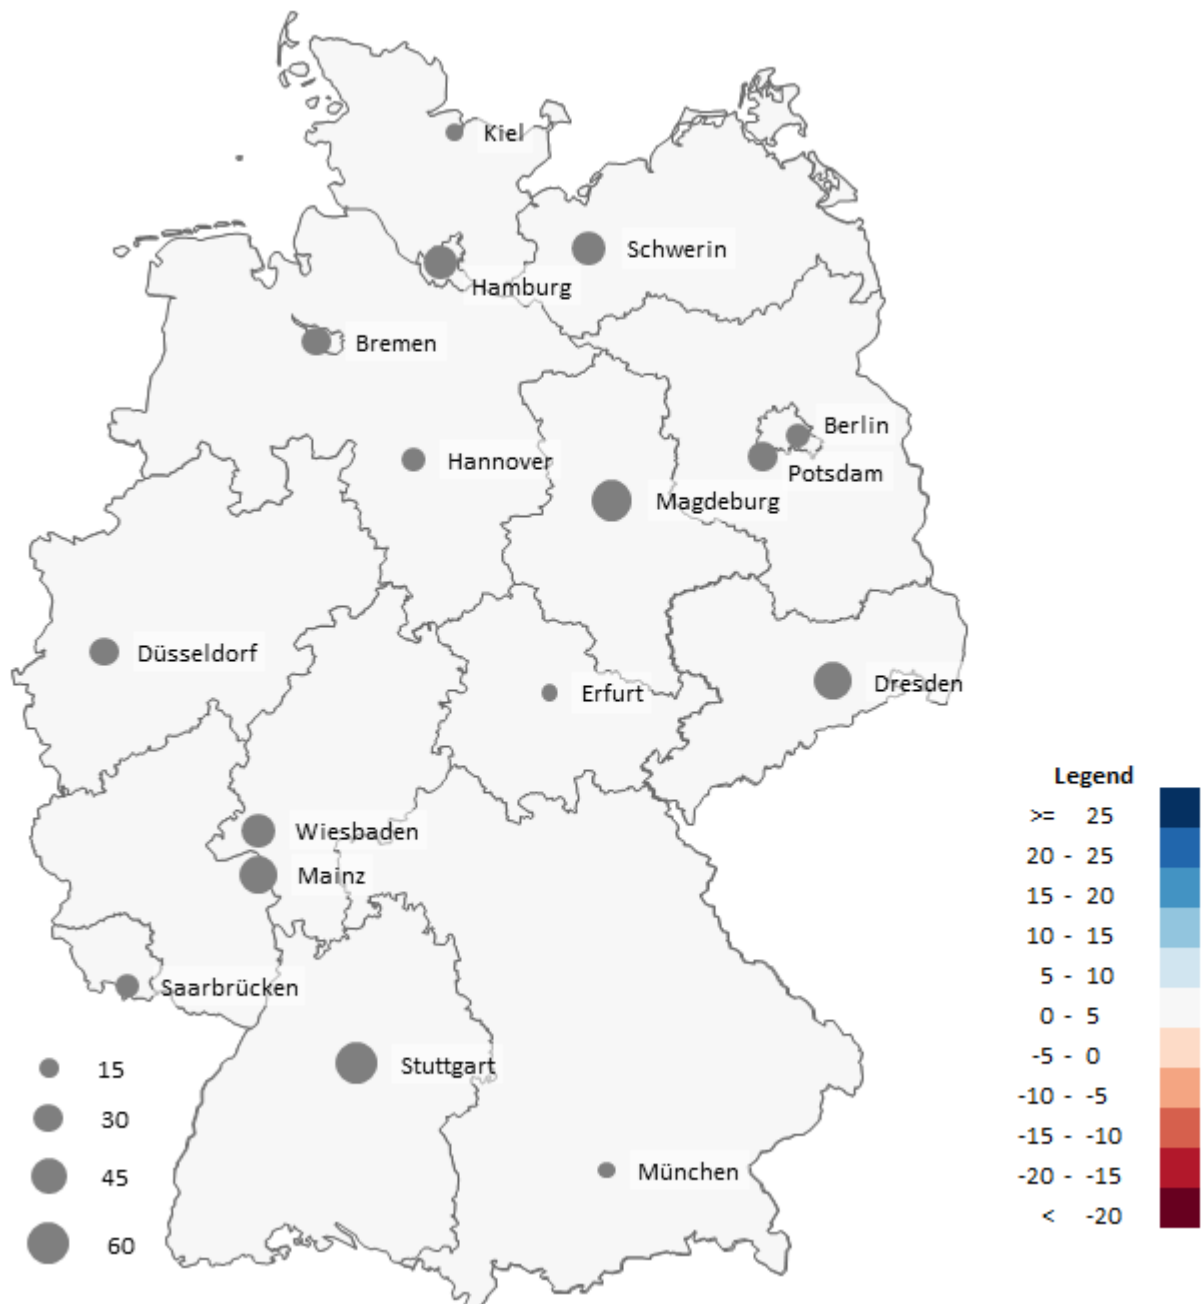 Kiel
Schwerin
Hamburg
Bremen
Berlin
Hannover
Potsdam
Magdeburg
Düsseldorf
Erfurt
Dresden
Wiesbaden
Mainz
Saarbrücken
Stuttgart
München
15
30
45
60
Legend
>= 25
20 - 25
15 - 20
10 - 15
5 - 10
0 - 5
-5 - 0
-10 - -5
-15 - -10
-20 - -15
< -20